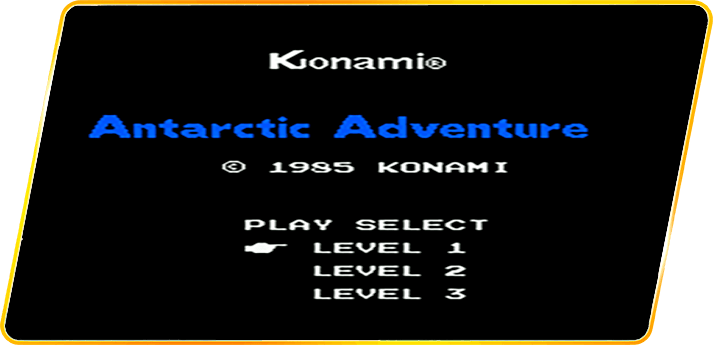 Konami®
Antarctic Adventure
© 1985 KONAMI
PLAY SELECT
LEVEL 1
LEVEL 2
LEVEL 3